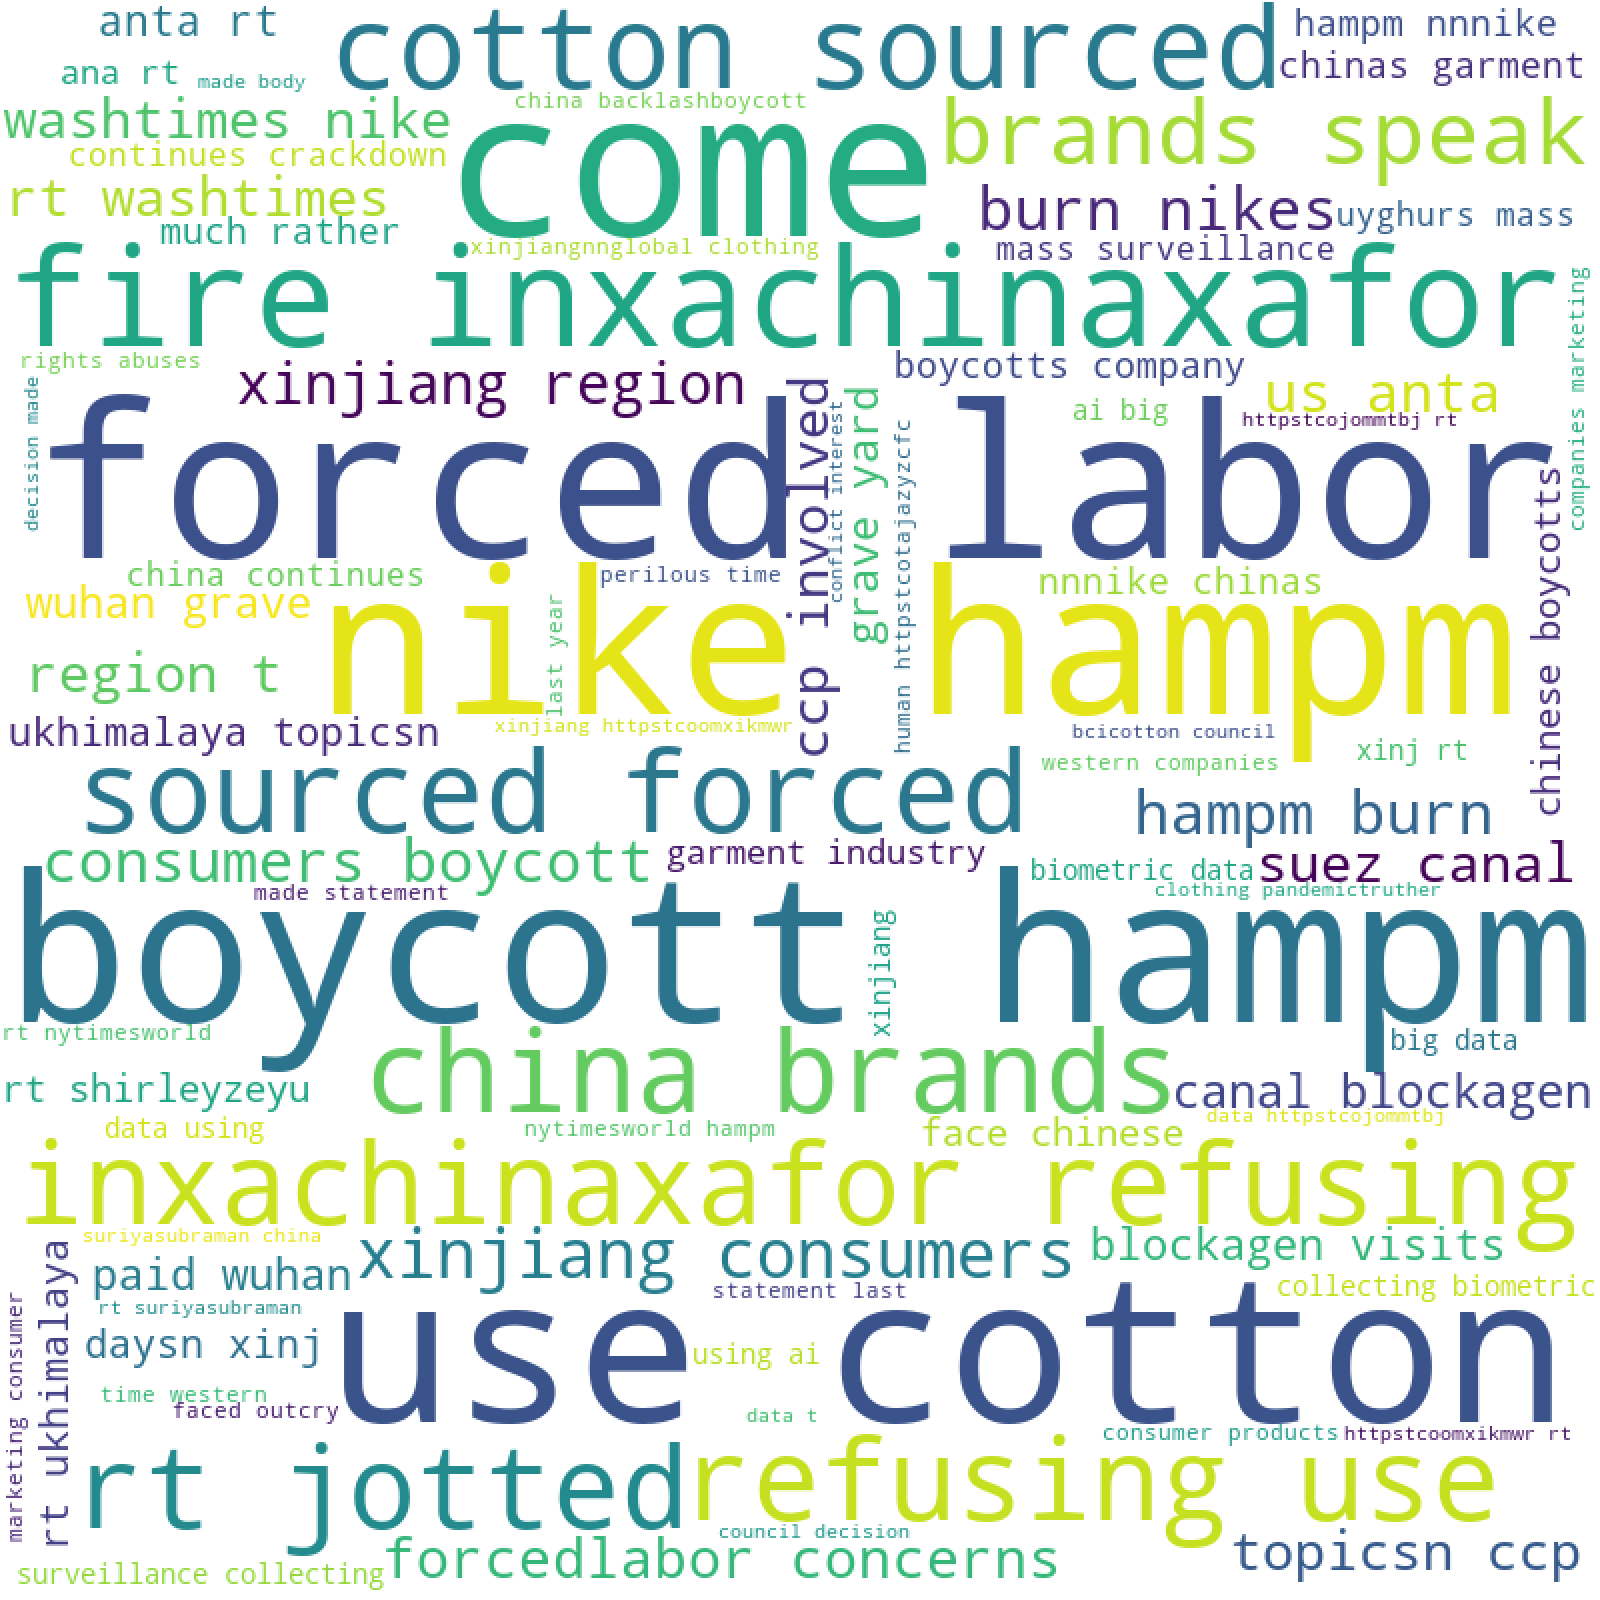 anta rt
cotton sourced
hampm nnnike
ana rt
made body
chinas garment
china backlashboycott
washtimes nike
come
brands speak
continues crackdown
rt washtimes
burn nikes
uyghurs mass
much rather
xinjiangnnglobal clothing
mass surveillance
fire inxachinaxafor
companies marketing
rights abuses
xinjiang region
boycotts company
us anta
decision made
ai big
httpstcojommtbj rt
forced labor
ccp involved
conflict interest
grave yard
human httpstcotajazyzcfc
chinese boycotts
china continues
perilous time
nnnike chinas
wuhan grave
nike hampm
last year
region t
ukhimalaya topicsn
xinjiang httpstcoomxikmwr
bcicotton council
xinj rt
western companies
sourced forced
hampm burn
consumers boycott
garment industry
biometric data
suez canal
made statement
clothing pandemictruther
boycott hampm
xinjiang
rt nytimesworld
big data
china brands
rt shirleyzeyu
canal blockagen
data using
nytimesworld hampm
face chinese
data httpstcojommtbj
inxachinaxafor refusing
suriyasubraman china
xinjiang consumers
blockagen visits
rt ukhimalaya
paid wuhan
statement last
collecting biometric
marketing consumer
rt suriyasubraman
use cotton
daysn xinj
using ai
time western
faced outcry
data t
consumer products
httpstcoomxikmwr rt
rt jotted
refusing use
council decision
forcedlabor concerns
topicsn ccp
surveillance collecting